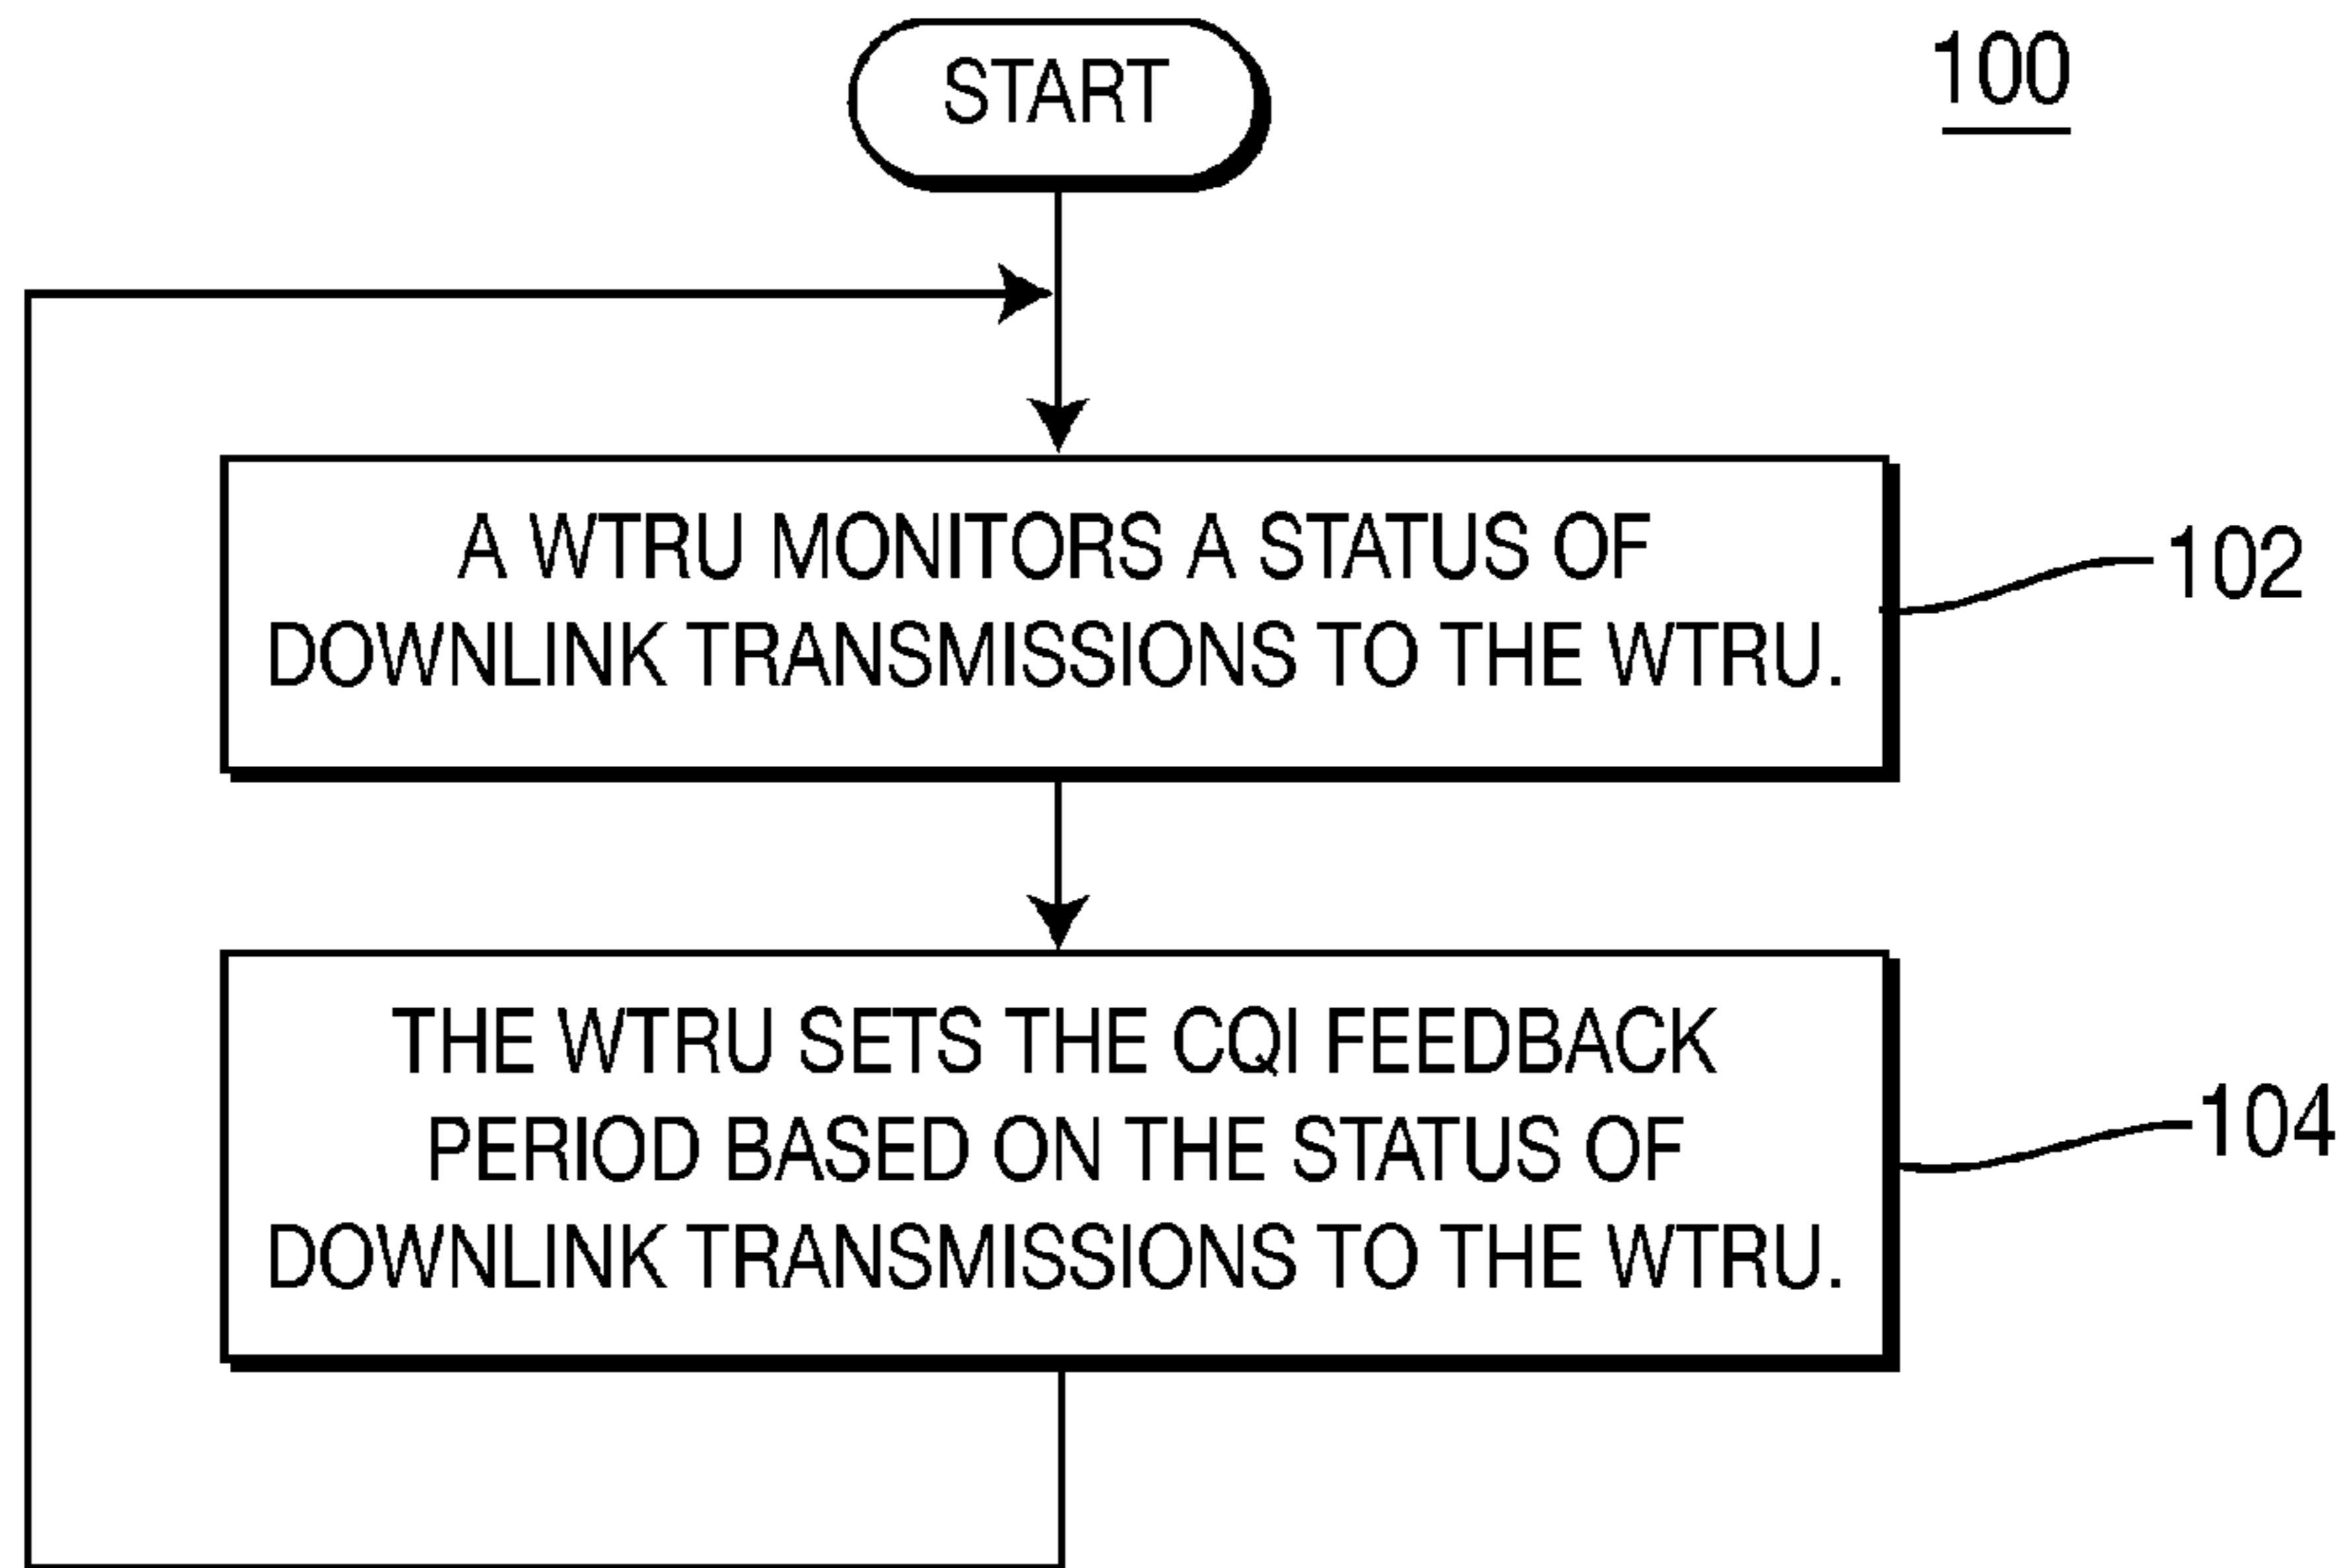 START
100
A WTRU MONITORS A STATUS OF
DOWNLINK TRANSMISSIONS TO THE WTRU.
102
THE WTRU SETS THE CQI FEEDBACK
PERIOD BASED ON THE STATUS OF
DOWNLINK TRANSMISSIONS TO THE WTRU.
104